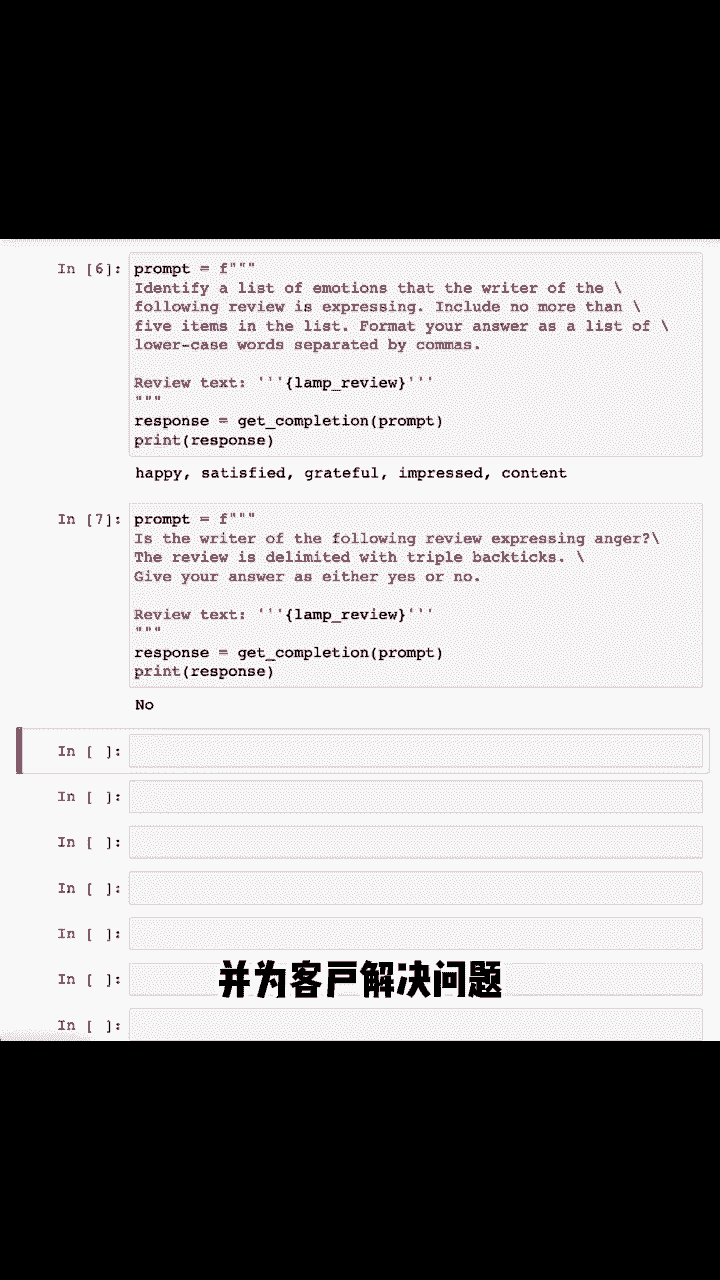 In [6]: prompt = f"""
Identify a list of emotions that the writer of the \
following review is expressing. Include no more than \
five items in the list. Format your answer as a list of \
lower-case words separated by commas.
Review text: '''{lamp_review}'''
"""
response = get_completion(prompt)
print(response)
happy, satisfied, grateful, impressed, content
In [7]: prompt = f"""
Is the writer of the following review expressing anger?\
The review is delimited with triple backticks. \
Give your answer as either yes or no.
Review text: '''{lamp_review}'''
"""
response = get_completion(prompt)
print(response)
No
In [ ]:
In [ ]:
In [ ]:
In [ ]:
In [ ]:
In [ ]:
并为客户解决问题
In [ ]: